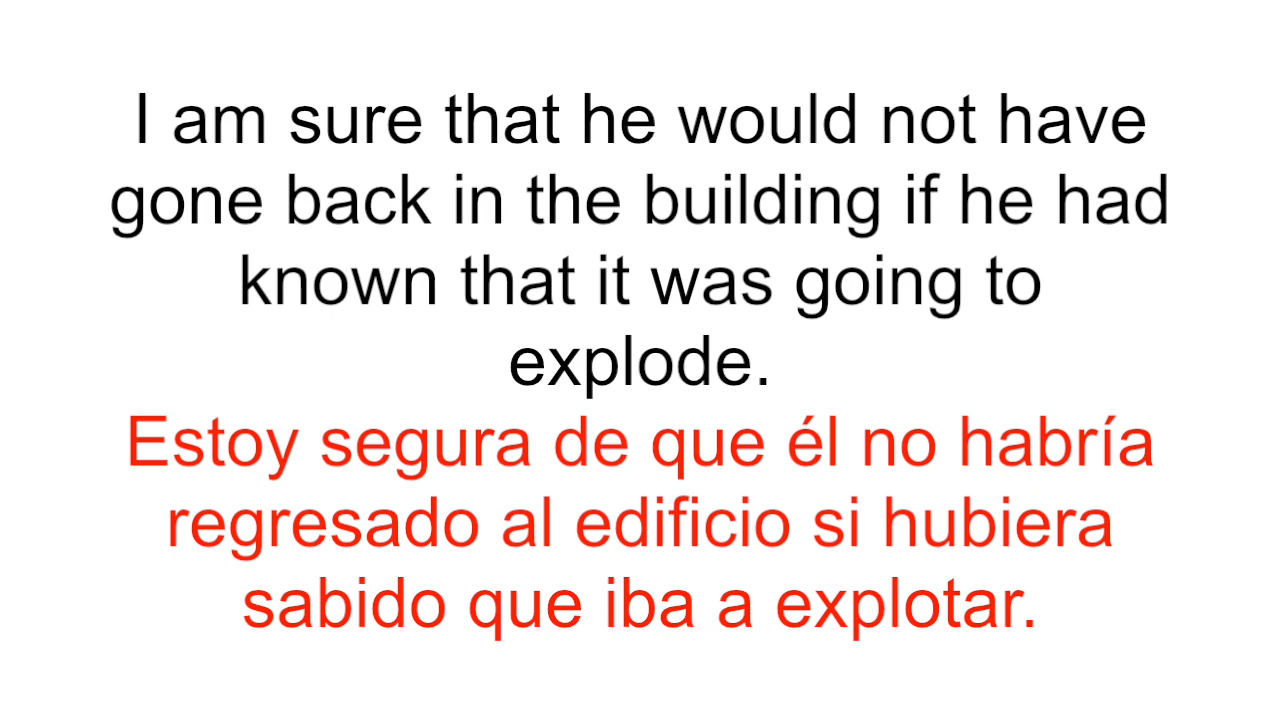 I am sure that he would not have
gone back in the building if he had
known that it was going to
explode.
Estoy segura de que él no habría
regresado al edificio si hubiera
sabido que iba a explotar.